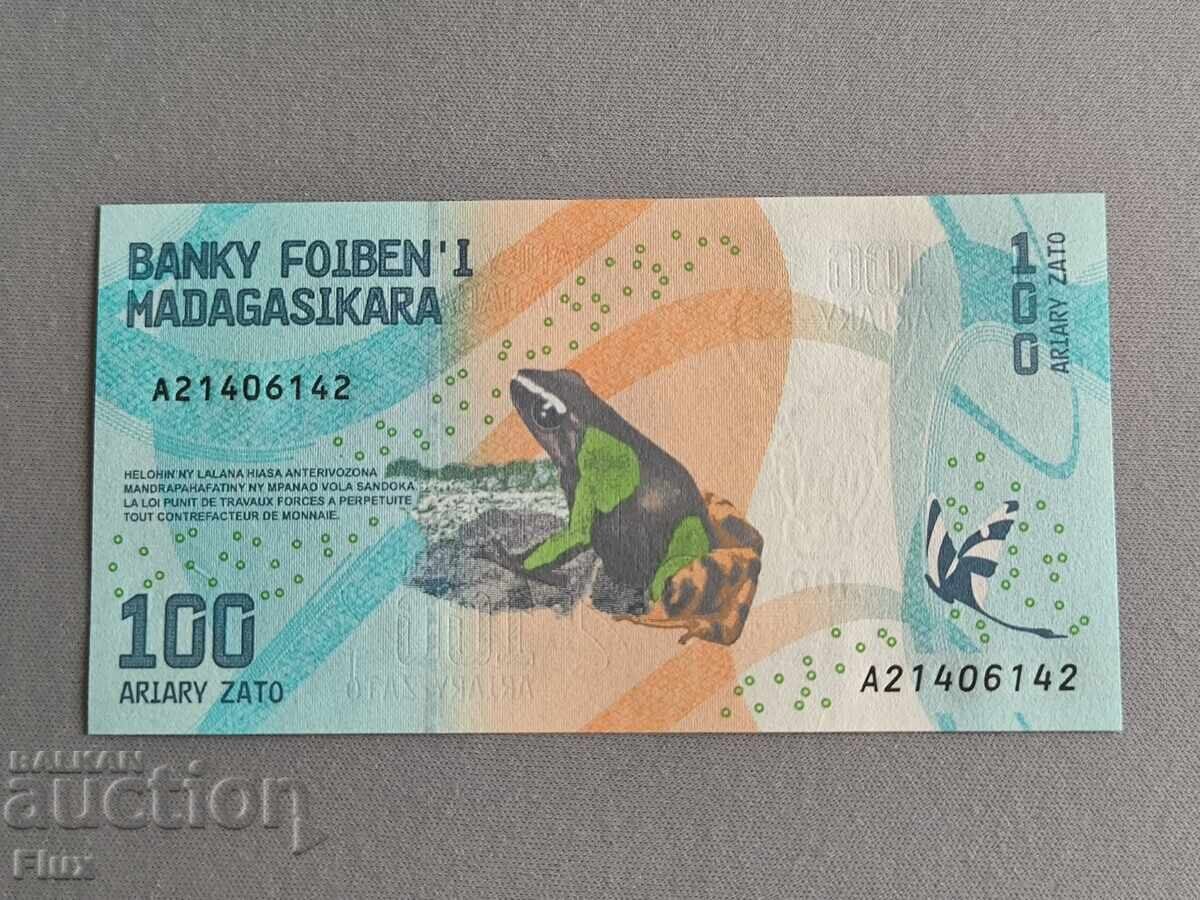 BANKY FOIBEN'I
MADAGASIKARA
A21406142
HELOHIN'NY LALANA HIASA ANTERIVOZONA
MANDRAPAHAFATINY NY MPANAO VOLA SANDOKA
LA LOI PUNIT DE TRAVAUX FORCES A PERPETUITE
TOUT CONTREFACTEUR DE MONNAIE.
100
ARIARY ZATO
100
ARIARY ZATO
A21406142
BALKAN
auction
Flux